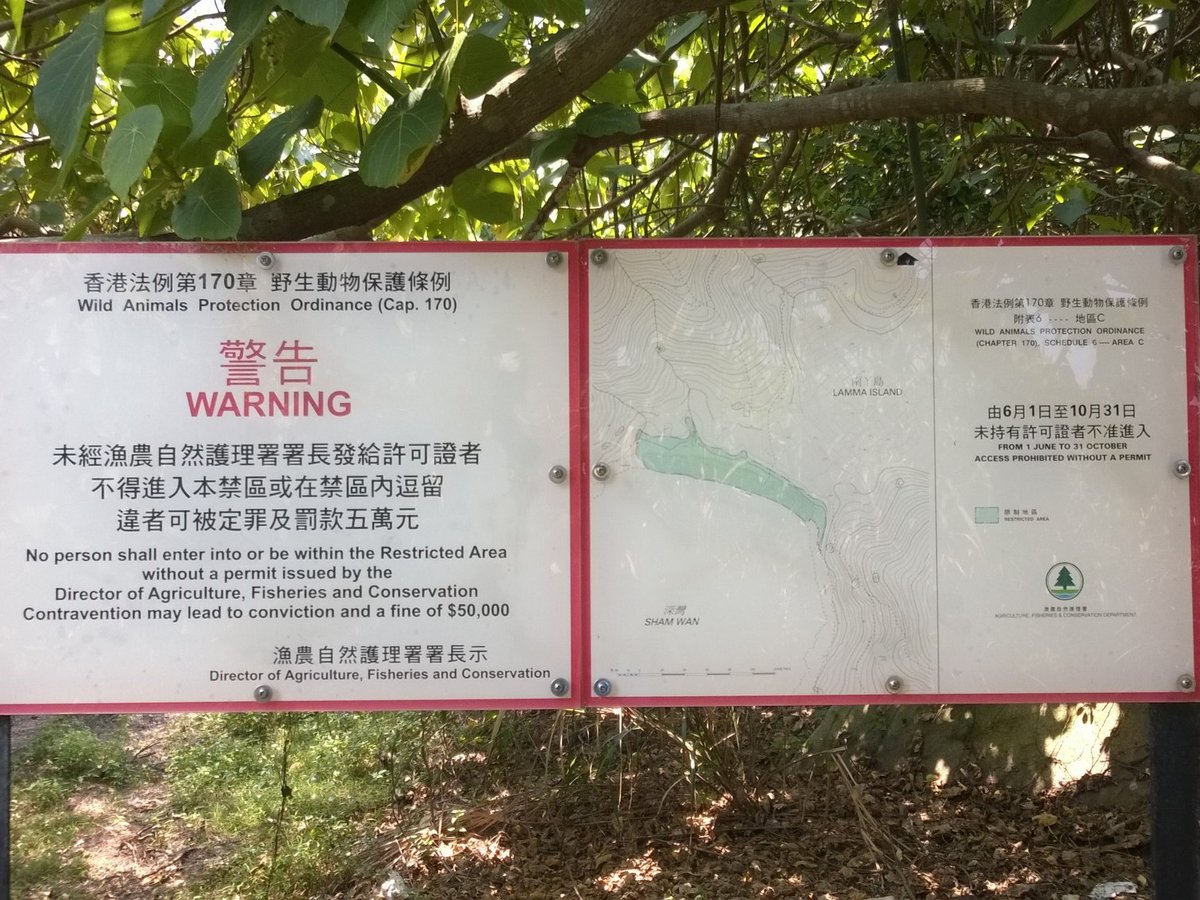 香港法例第170章 野生動物保護條例
Wild Animals Protection Ordinance (Cap. 170)
警告
WARNING
未經漁農自然護理署署長發給許可證者
不得進入本禁區或在禁區內逗留
違者可被定罪及罰款五萬元
No person shall enter into or be within the Restricted Area
without a permit issued by the
Director of Agriculture, Fisheries and Conservation
Contravention may lead to conviction and a fine of $50,000
漁農自然護理署署長示
Director of Agriculture, Fisheries and Conservation
南丫島
LAMMA ISLAND
深灣
SHAM WAN
香港法例第170章 野生動物保護條例
附表6 ---- 地區C
WILD ANIMALS PROTECTION ORDINANCE
(CHAPTER 170), SCHEDULE 6 ---- AREA C
由6月1日至10月31日
未持有許可證者不准進入
FROM 1 JUNE TO 31 OCTOBER
ACCESS PROHIBITED WITHOUT A PERMIT
限制地區
RESTRICTED AREA
漁農自然護理署
AGRICULTURE, FISHERIES & CONSERVATION DEPARTMENT